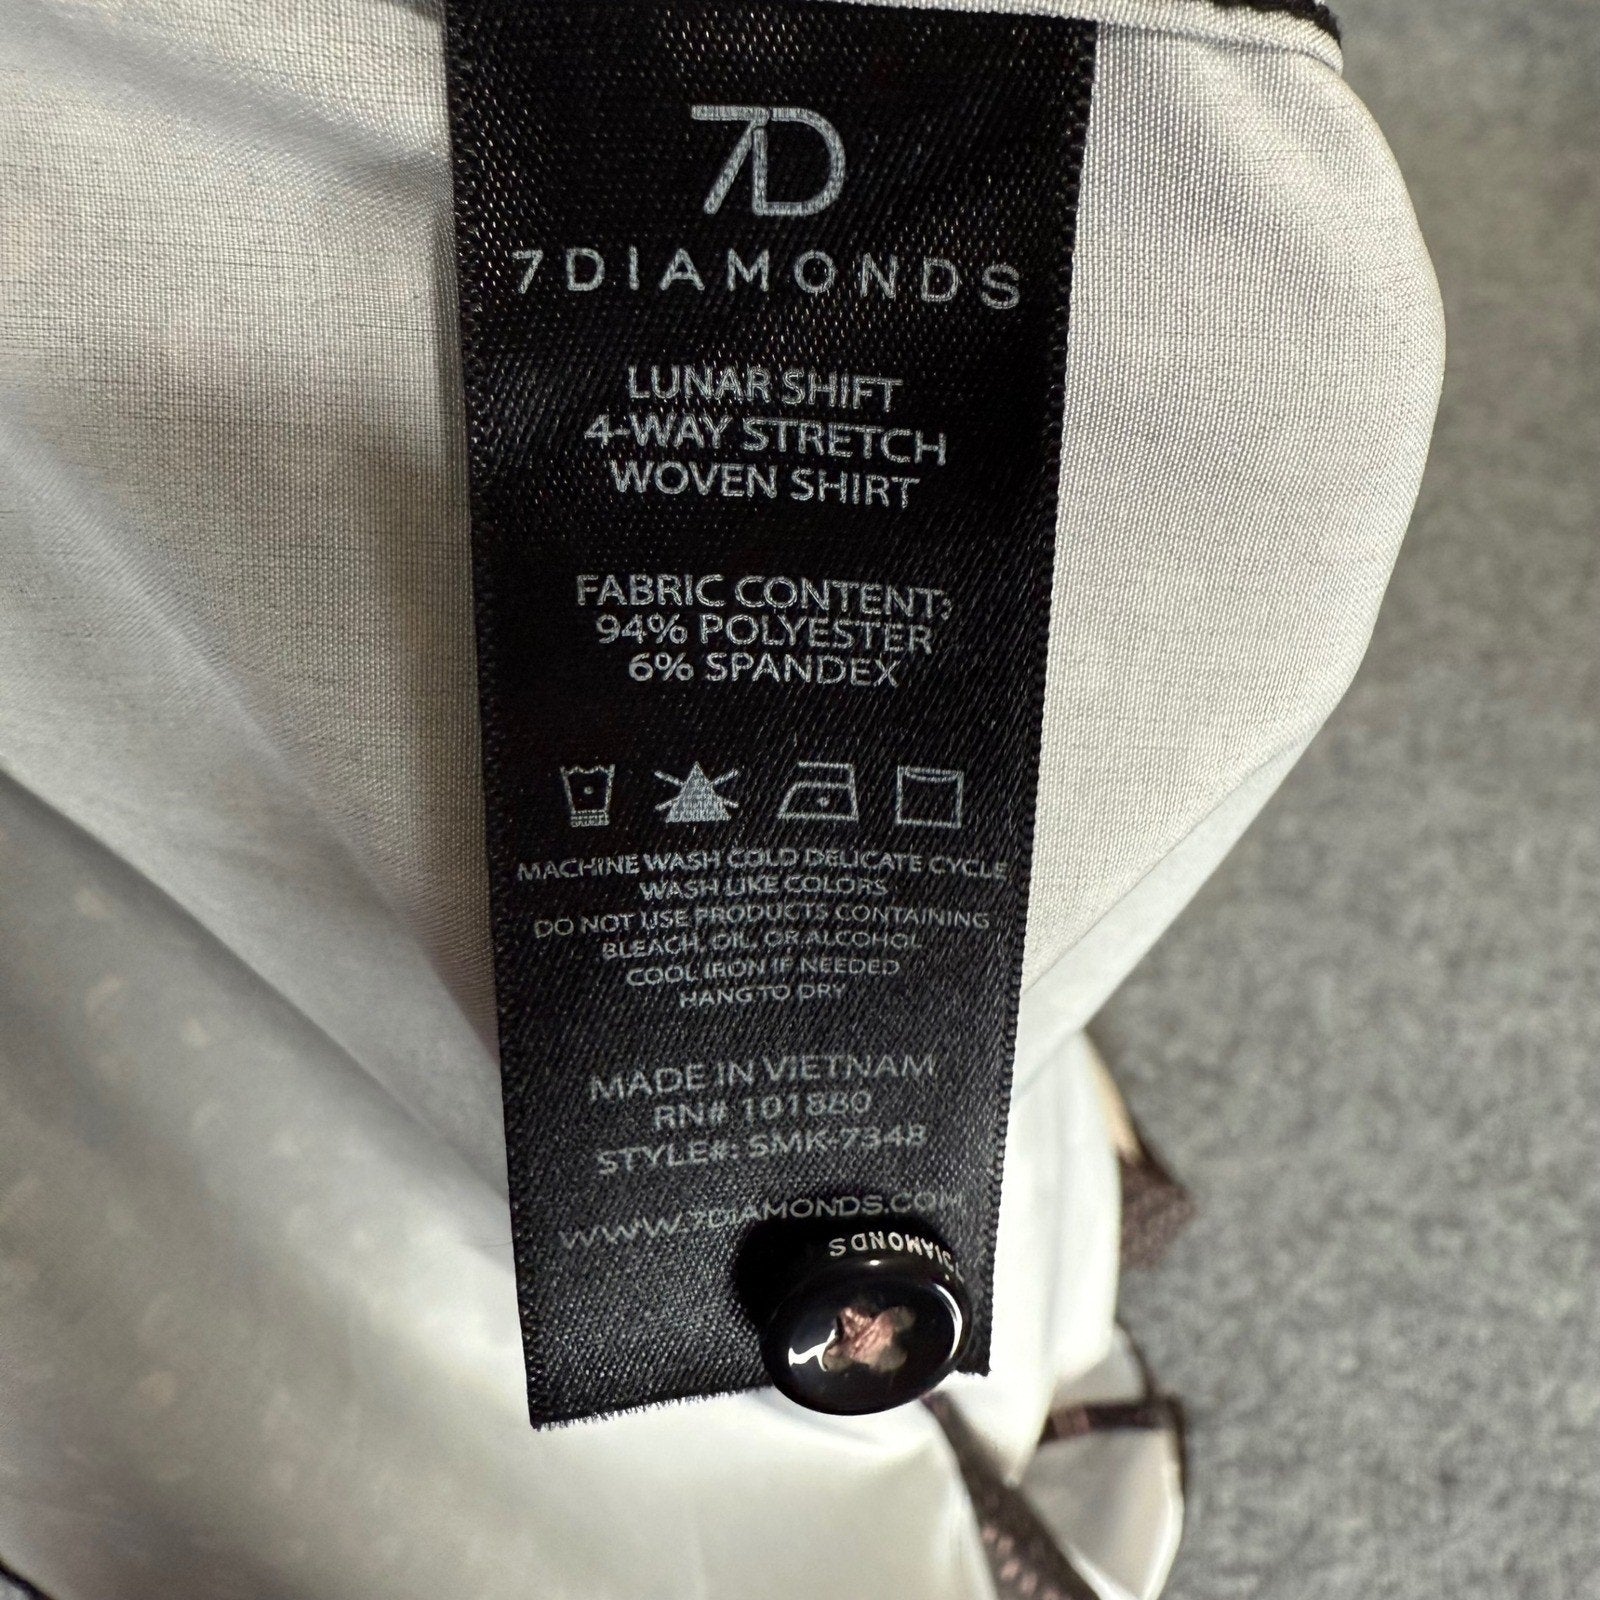 7D
7DIAMONDS
LUNAR SHIFT
4-WAY STRETCH
WOVEN SHIRT
FABRIC CONTENT:
94% POLYESTER
6% SPANDEX
MACHINE WASH COLD DELICATE CYCLE
WASH LIKE COLORS
DO NOT USE PRODUCTS CONTAINING
BLEACH, OIL, OR ALCOHOL
COOL IRON IF NEEDED
HANG TO DRY
MADE IN VIETNAM
RN# 101880
STYLE#: SMK-7348
WWW.7DIAMONDS.COM
DIAMONDS